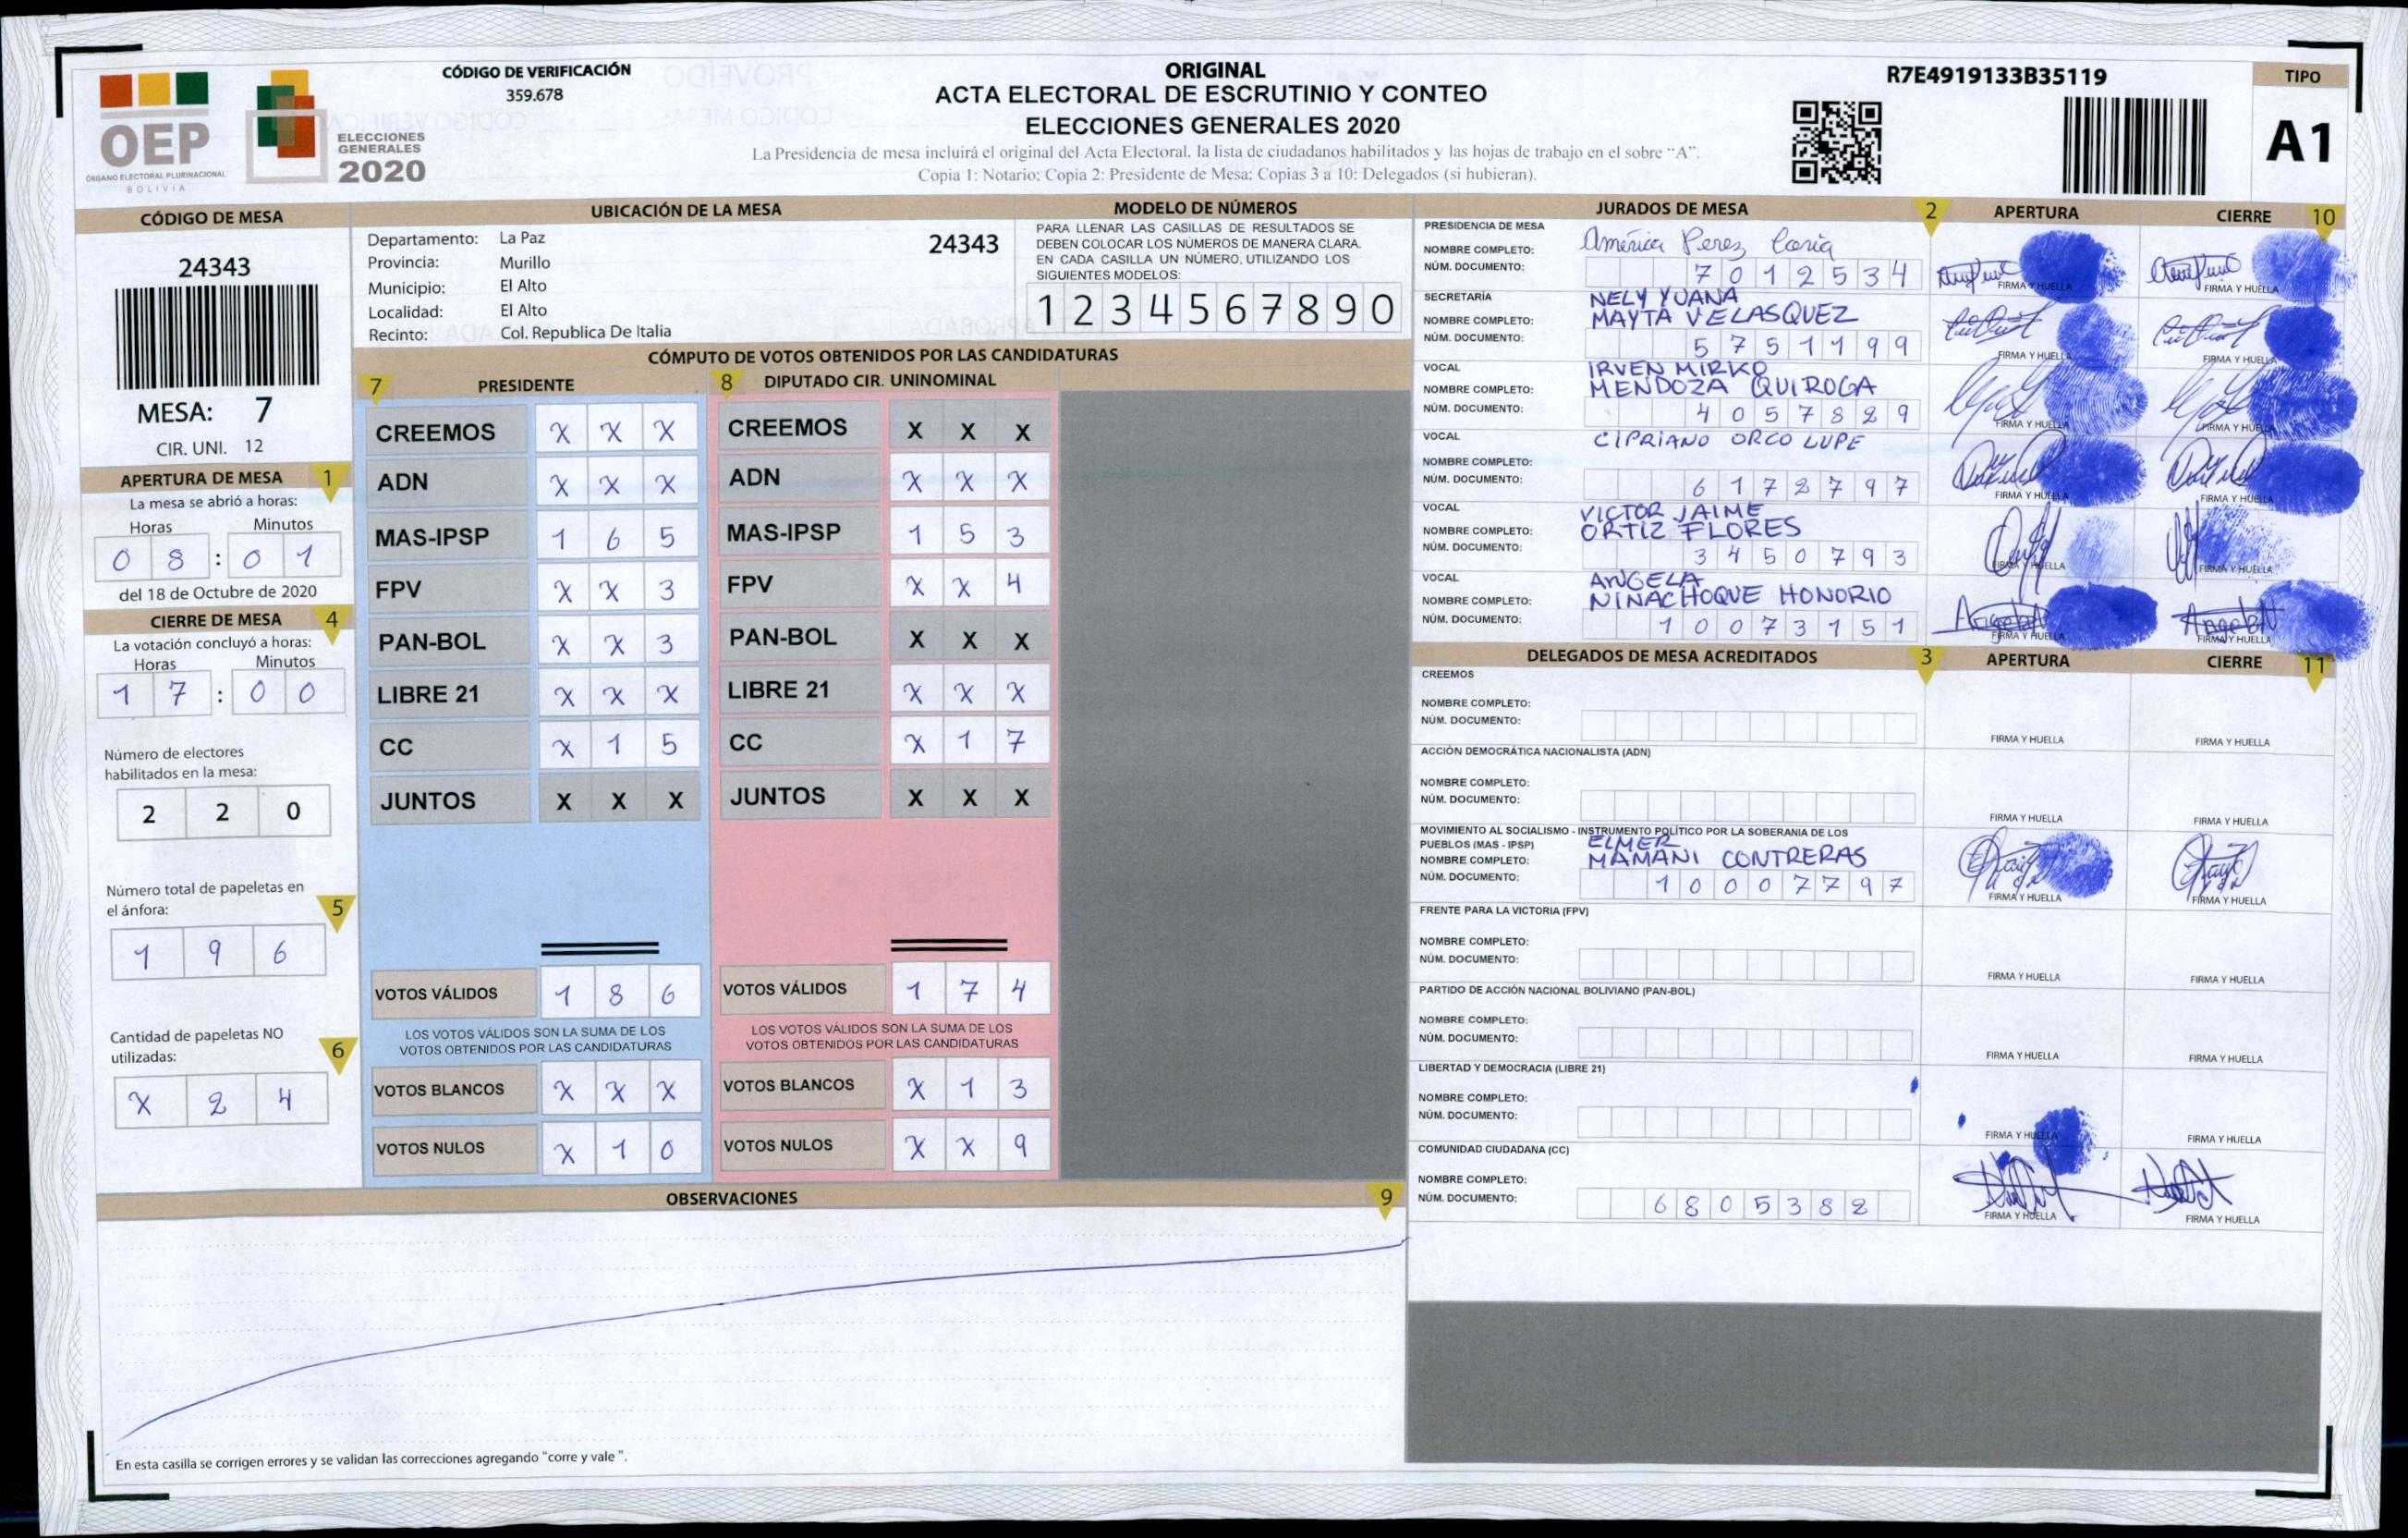 CÓDIGO DE VERIFICACIÓN
359.678
OEP
ÓRGANO ELECTORAL PLURINACIONAL
BOLIVIA
ELECCIONES
GENERALES
2020
ORIGINAL
ACTA ELECTORAL DE ESCRUTINIO Y CONTEO
ELECCIONES GENERALES 2020
La Presidencia de mesa incluirá el original del Acta Electoral, la lista de ciudadanos habilitados y las hojas de trabajo en el sobre “A”.
Copia 1: Notario; Copia 2: Presidente de Mesa; Copias 3 a 10: Delegados (si hubieran).
R7E4919133B35119
TIPO
A1
CÓDIGO DE MESA
24343
MESA: 7
CIR. UNI. 12
APERTURA DE MESA 1
La mesa se abrió a horas:
Horas Minutos
0 8 : 0 1
del 18 de Octubre de 2020
CIERRE DE MESA 4
La votación concluyó a horas:
Horas Minutos
1 7 : 0 0
Número de electores
habilitados en la mesa:
2 2 0
Número total de papeletas en
el ánfora: 5
1 9 6
Cantidad de papeletas NO
utilizadas: 6
X 2 4
UBICACIÓN DE LA MESA
Departamento: La Paz 24343
Provincia: Murillo
Municipio: El Alto
Localidad: El Alto
Recinto: Col. Republica De Italia
MODELO DE NÚMEROS
PARA LLENAR LAS CASILLAS DE RESULTADOS SE
DEBEN COLOCAR LOS NÚMEROS DE MANERA CLARA.
EN CADA CASILLA UN NÚMERO, UTILIZANDO LOS
SIGUIENTES MODELOS:
1 2 3 4 5 6 7 8 9 0
CÓMPUTO DE VOTOS OBTENIDOS POR LAS CANDIDATURAS
7 PRESIDENTE
CREEMOS X X X
ADN X X X
MAS-IPSP 1 6 5
FPV X X 3
PAN-BOL X X 3
LIBRE 21 X X X
CC X 1 5
JUNTOS X X X
VOTOS VÁLIDOS 1 8 6
LOS VOTOS VÁLIDOS SON LA SUMA DE LOS
VOTOS OBTENIDOS POR LAS CANDIDATURAS
VOTOS BLANCOS X X X
VOTOS NULOS X 1 0
8 DIPUTADO CIR. UNINOMINAL
CREEMOS X X X
ADN X X X
MAS-IPSP 1 5 3
FPV X X 4
PAN-BOL X X X
LIBRE 21 X X X
CC X 1 7
JUNTOS X X X
VOTOS VÁLIDOS 1 7 4
LOS VOTOS VÁLIDOS SON LA SUMA DE LOS
VOTOS OBTENIDOS POR LAS CANDIDATURAS
VOTOS BLANCOS X 1 3
VOTOS NULOS X X 9
OBSERVACIONES 9
En esta casilla se corrigen errores y se validan las correcciones agregando "corre y vale ".
JURADOS DE MESA 2 APERTURA CIERRE 10
PRESIDENCIA DE MESA
NOMBRE COMPLETO: América Perez
NÚM. DOCUMENTO: 7 0 1 2 5 3 4
FIRMA Y HUELLA FIRMA Y HUELLA
SECRETARÍA NELY YUANA
NOMBRE COMPLETO: MAYTA VELASQUEZ
NÚM. DOCUMENTO: 5 7 5 1 1 9 9
FIRMA Y HUELLA FIRMA Y HUELLA
VOCAL IRVEN MIRKO
NOMBRE COMPLETO: MENDOZA QUIROGA
NÚM. DOCUMENTO: 4 0 5 7 8 2 9
FIRMA Y HUELLA FIRMA Y HUELLA
VOCAL CIPRIANO ORCO LUPE
NOMBRE COMPLETO:
NÚM. DOCUMENTO: 6 1 7 2 7 9 7
FIRMA Y HUELLA FIRMA Y HUELLA
VOCAL VICTOR JAIME
NOMBRE COMPLETO: ORTIZ FLORES
NÚM. DOCUMENTO: 3 4 5 0 7 9 3
FIRMA Y HUELLA FIRMA Y HUELLA
VOCAL ANGELA
NOMBRE COMPLETO: NINACHOQUE HONORIO
NÚM. DOCUMENTO: 1 0 0 7 3 1 5 1
FIRMA Y HUELLA FIRMA Y HUELLA
DELEGADOS DE MESA ACREDITADOS 3 APERTURA CIERRE 11
CREEMOS
NOMBRE COMPLETO:
NÚM. DOCUMENTO:
FIRMA Y HUELLA FIRMA Y HUELLA
ACCIÓN DEMOCRÁTICA NACIONALISTA (ADN)
NOMBRE COMPLETO:
NÚM. DOCUMENTO:
FIRMA Y HUELLA FIRMA Y HUELLA
MOVIMIENTO AL SOCIALISMO - INSTRUMENTO POLÍTICO POR LA SOBERANIA DE LOS
PUEBLOS (MAS - IPSP) ELMER
NOMBRE COMPLETO: MAMANI CONTRERAS
NÚM. DOCUMENTO: 1 0 0 0 7 7 9 7
FIRMA Y HUELLA FIRMA Y HUELLA
FRENTE PARA LA VICTORIA (FPV)
NOMBRE COMPLETO:
NÚM. DOCUMENTO:
FIRMA Y HUELLA FIRMA Y HUELLA
PARTIDO DE ACCIÓN NACIONAL BOLIVIANO (PAN-BOL)
NOMBRE COMPLETO:
NÚM. DOCUMENTO:
FIRMA Y HUELLA FIRMA Y HUELLA
LIBERTAD Y DEMOCRACIA (LIBRE 21)
NOMBRE COMPLETO:
NÚM. DOCUMENTO:
FIRMA Y HUELLA FIRMA Y HUELLA
COMUNIDAD CIUDADANA (CC)
NOMBRE COMPLETO:
NÚM. DOCUMENTO: 6 8 0 5 3 8 2
FIRMA Y HUELLA FIRMA Y HUELLA